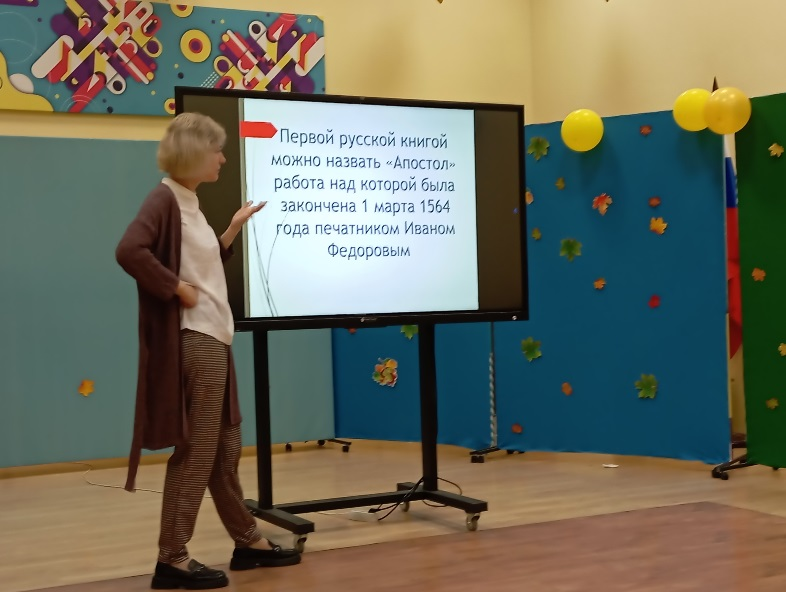 Первой русской книгой
можно назвать «Апостол»
работа над которой была
закончена 1 марта 1564
года печатником Иваном
Федоровым